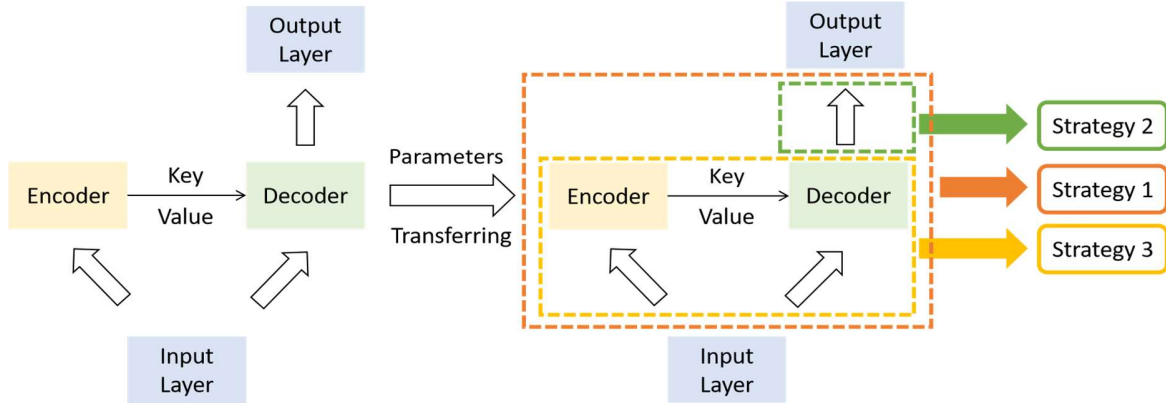 Output
Layer
Encoder
Key
Value
Decoder
Input
Layer
Parameters
Transferring
Output
Layer
Encoder
Key
Value
Decoder
Input
Layer
Strategy 2
Strategy 1
Strategy 3